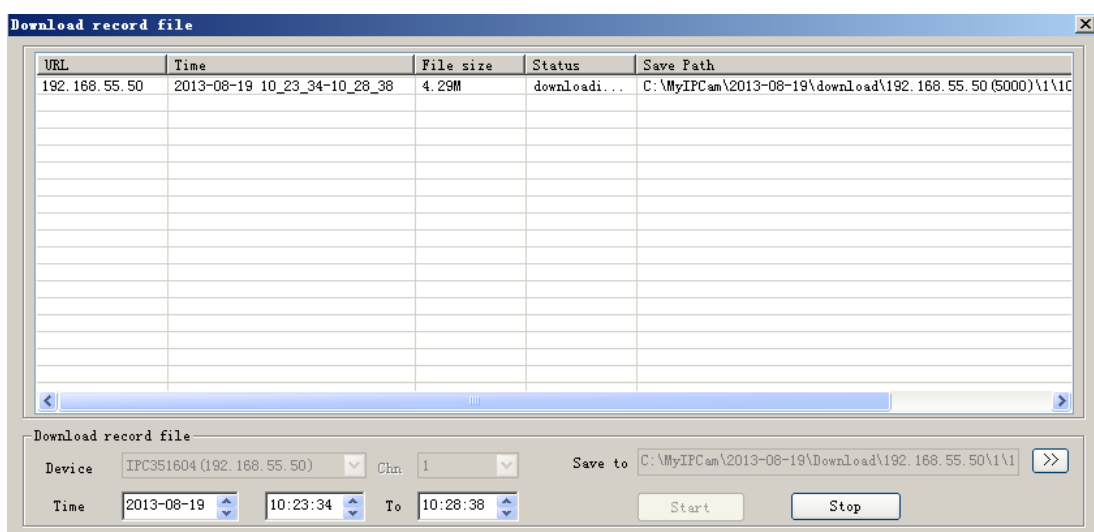 Download record file
URL Time File size Status Save Path
192.168.55.50 2013-08-19 10_23_34-10_28_38 4.29M downloadi... C:\MyIPCam\2013-08-19\download\192.168.55.50(5000)\1\10
Download record file
Device IPC351604(192.168.55.50) Chn 1 Save to C:\MyIPCam\2013-08-19\Download\192.168.55.50\1\1 >>
Time 2013-08-19 10:23:34 To 10:28:38 Start Stop